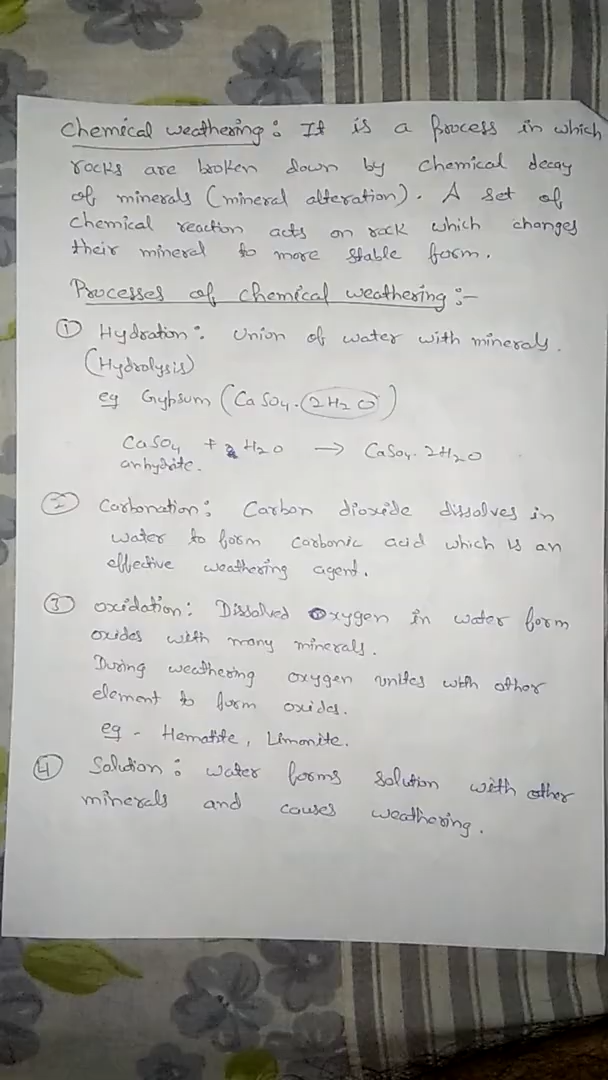 Chemical weathering: It is a process in which
rocks are broken down by chemical decay
of minerals (mineral alteration). A set of
chemical reaction acts on rock which changes
their mineral to more stable form.
Processes of chemical weathering :-
① Hydration: Union of water with minerals.
(Hydrolysis)
eg Gypsum (CaSO4.2H2O)
CaSO4 + 2H2O → CaSO4.2H2O
anhydrite.
② Carbonation: Carbon dioxide dissolves in
water to form carbonic acid which is an
effective weathering agent.
③ Oxidation: Dissolved Oxygen in water form
oxides with many minerals.
During weathering oxygen unites with other
element to form oxides.
eg - Hematite, Limonite.
④ Solution: water forms solution with other
minerals and causes weathering.